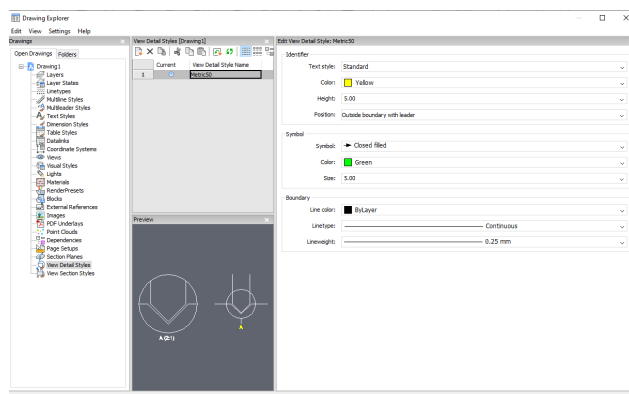 Drawing Explorer
Edit View Settings Help
Drawings
Open Drawings Folders
Drawing1
Layers
Layer States
Linetypes
Multiline Styles
Multileader Styles
Text Styles
Dimension Styles
Table Styles
Datalinks
Coordinate Systems
Views
Visual Styles
Lights
Materials
RenderPresets
Blocks
External References
Images
PDF Underlays
Point Clouds
Dependencies
Page Setups
Section Planes
View Detail Styles
View Section Styles
View Detail Styles [Drawing1]
Current View Detail Style Name
1 Metric50
Preview
A (2:1)
A
Edit View Detail Style: Metric50
Identifier
Text style: Standard
Color: Yellow
Height: 5.00
Position: Outside boundary with leader
Symbol
Symbol: Closed filled
Color: Green
Size: 5.00
Boundary
Line color: ByLayer
Linetype: Continuous
Lineweight: 0.25 mm